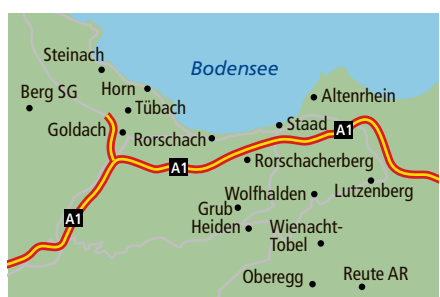 Steinach
Bodensee
Berg SG
Horn
Altenrhein
Tübach
Goldach
Rorschach
Staad
A1
A1
Rorschacherberg
Wolfhalden
Lutzenberg
Grub
A1
Heiden
Wienacht-
Tobel
Oberegg
Reute AR